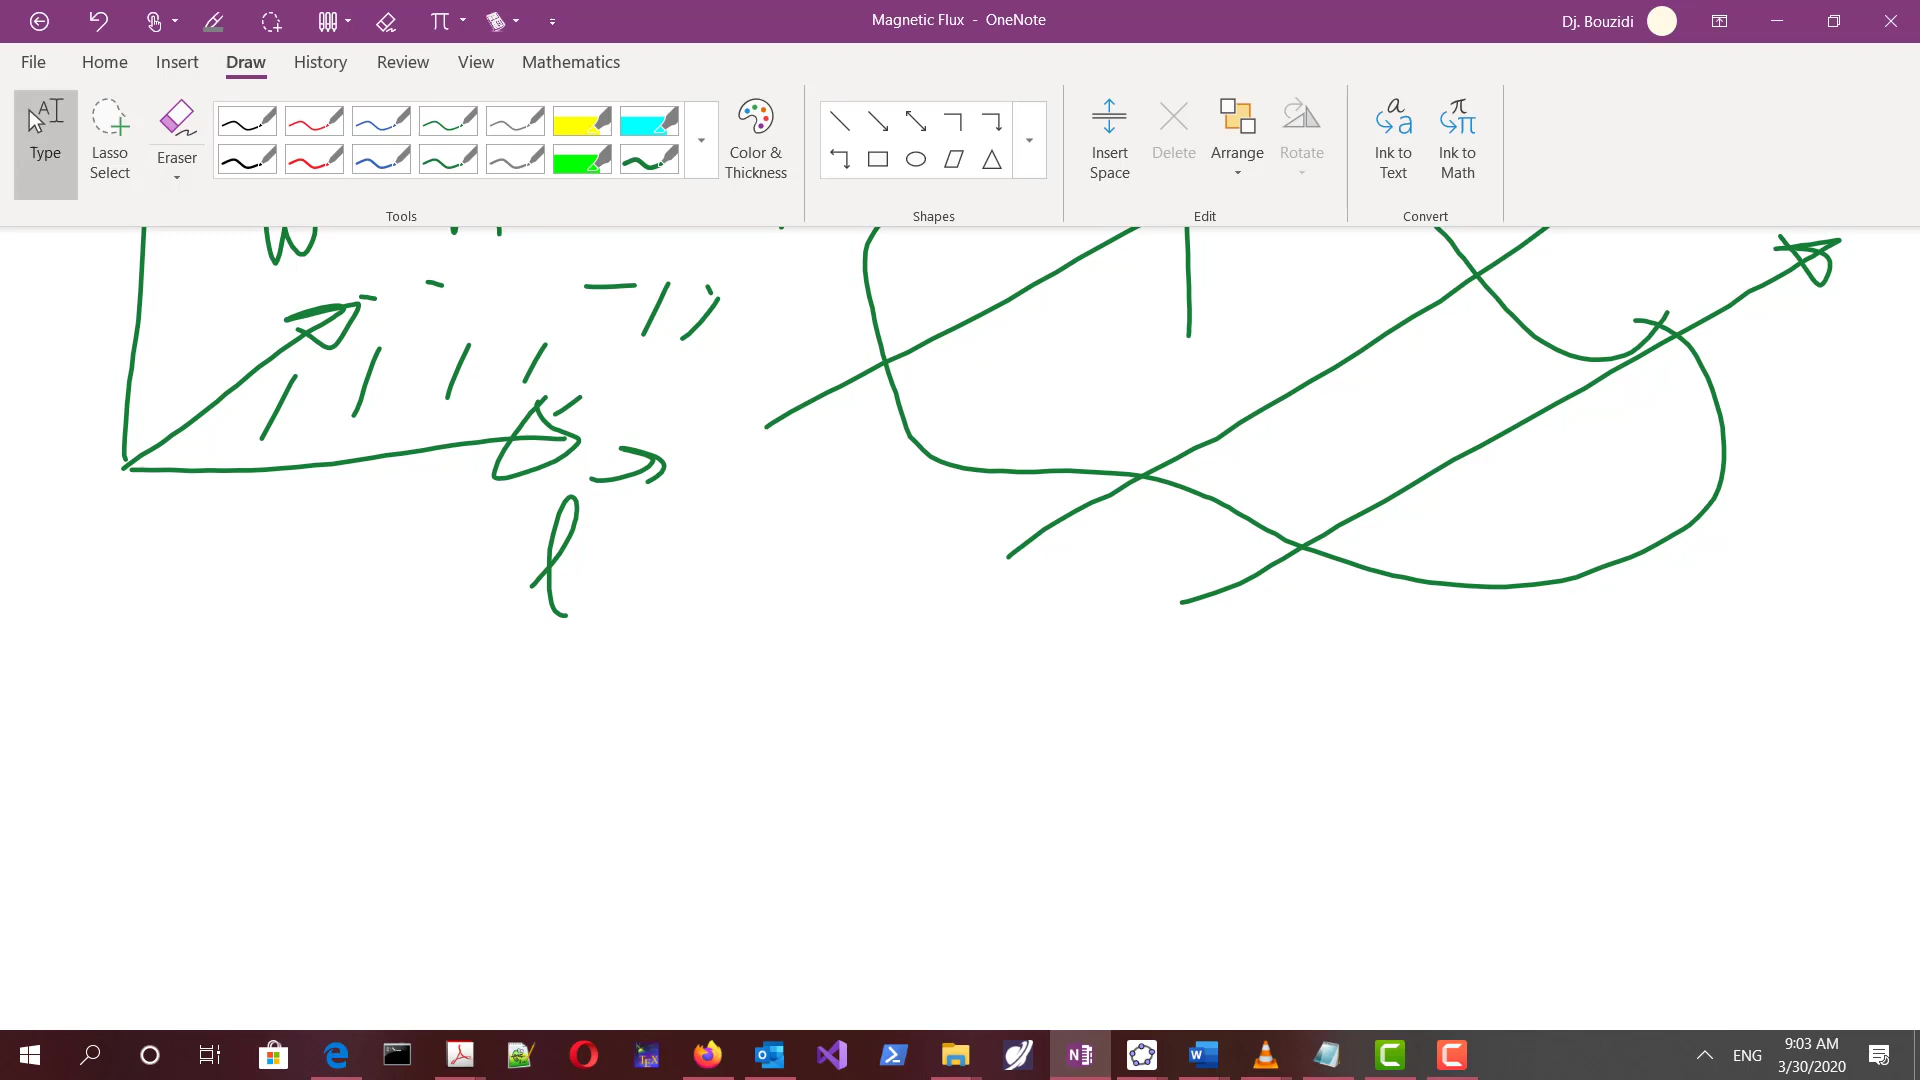 Magnetic Flux - OneNote
Dj. Bouzidi
File Home Insert Draw History Review View Mathematics
Type
Lasso Select
Eraser
Color & Thickness
Insert Space
Delete
Arrange
Rotate
Ink to Text
Ink to Math
Tools
Shapes
Edit
Convert
l
ENG
9:03 AM
3/30/2020